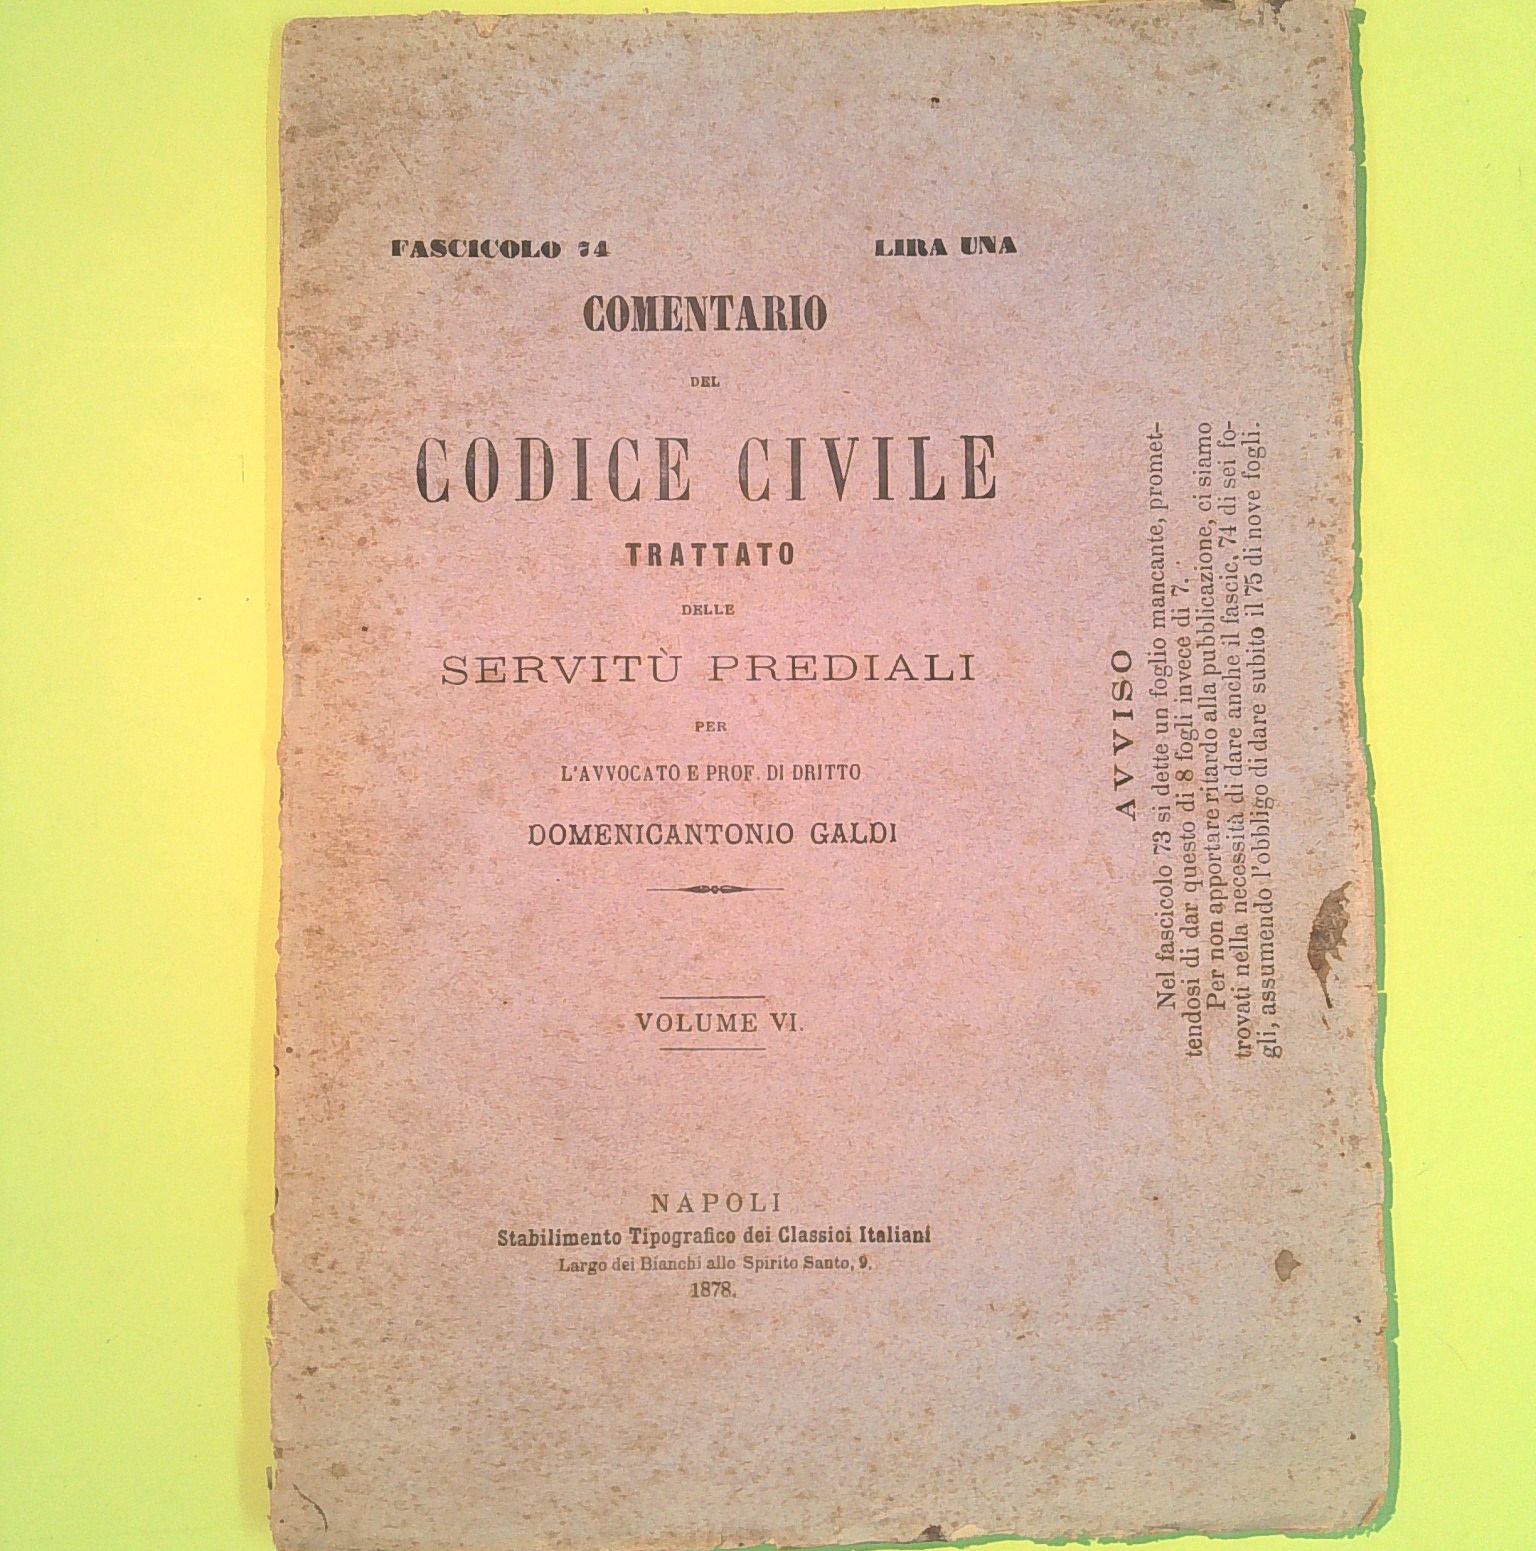 FASCICOLO 74
LIRA UNA
COMENTARIO
DEL
CODICE CIVILE
TRATTATO
DELLE
SERVITÙ PREDIALI
PER
L'AVVOCATO E PROF. DI DRITTO
DOMENICANTONIO GALDI
VOLUME VI.
NAPOLI
Stabilimento Tipografico dei Classici Italiani
Largo dei Bianchi allo Spirito Santo, 9.
1878.
AVVISO
Nel fascicolo 73 si dette un foglio mancante, promet-
tendosi di dar questo di 8 fogli invece di 7.
Per non apportare ritardo alla pubblicazione, ci siamo
trovati nella necessità di dare anche il fascic, 74 di sei fo-
gli, assumendo l'obbligo di dare subito il 75 di nove fogli.